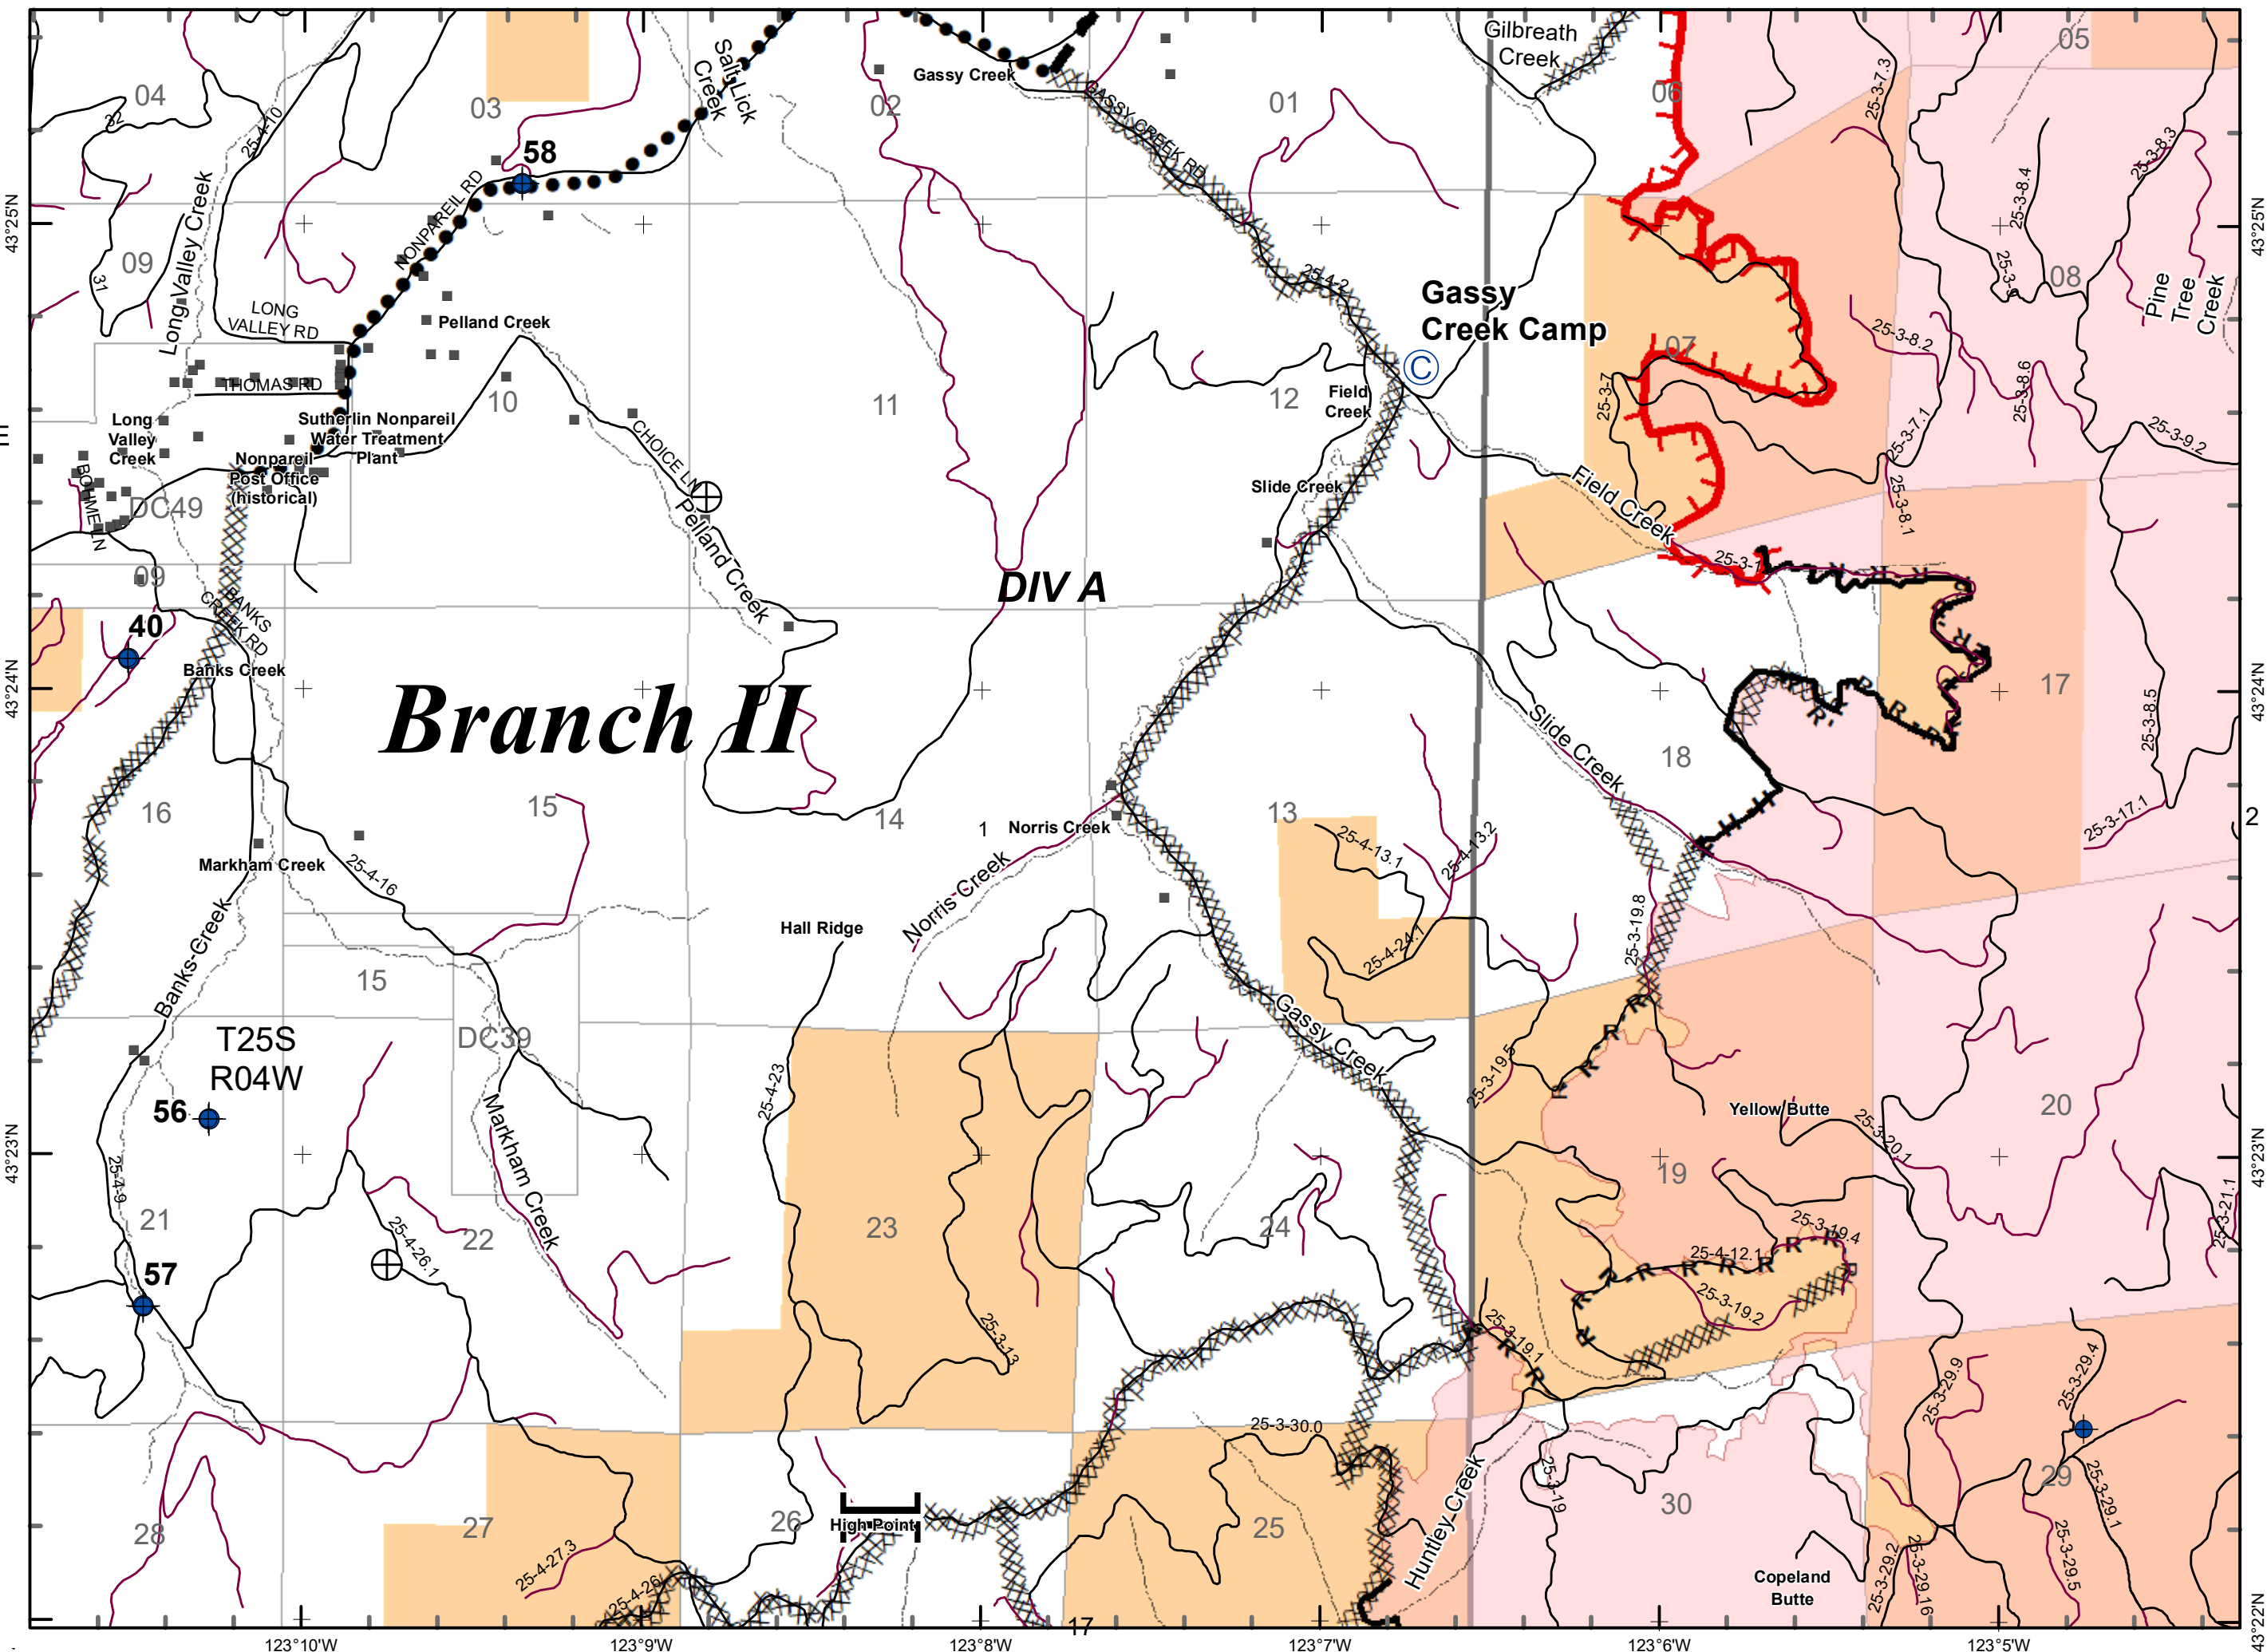 Gilbreath
Creek
05
04
32
25-4-10
03
Salt Lick
Creek
02
Gassy Creek
01
06
25-3-7.3
25-3-8.3
58
GASSY CREEK RD
NONPAREIL RD
25-3-8.4
43°25'N
43°25'N
Long Valley Creek
09
31
25-4-2
25-3-9
08
Pine
Tree
Creek
LONG
VALLEY RD
Pelland Creek
Gassy
Creek Camp
C
07
25-3-8.2
25-3-8.6
THOMAS RD
10
11
12
Field
Creek
25-3-7
25-3-7.1
25-3-9.2
Long
Valley
Creek
Sutherlin Nonpareil
Water Treatment
Plant
Nonpareil
Post Office
(historical)
CHOICE LN
BOHME LN
DC49
Pelland Creek
Slide Creek
Field Creek
25-3-8.1
25-3-1
09
BANKS
CREEK RD
DIV A
40
Banks Creek
43°24'N
43°24'N
Branch II
17
18
25-3-8.5
Slide Creek
16
15
14
1
Norris Creek
13
25-4-13.1
25-4-13.2
25-3-17.1
2
Markham Creek
25-4-16
Norris Creek
Hall Ridge
25-4-24.1
25-3-19.8
Banks Creek
15
T25S
R04W
DC39
Gassy Creek
25-4-23
25-3-19.5
56
Yellow Butte
25-3-20.1
20
Markham Creek
43°23'N
43°23'N
19
25-4-9
21
22
25-4-26.1
23
24
25-3-19.4
25-4-12.1
25-3-21.1
57
25-3-19.2
25-3-13
25-3-19.1
25-3-29.9
25-3-29.4
25-3-30.0
25-3-19
29
25-3-29.1
Huntley Creek
28
27
26
High Point
25
30
25-4-27.3
25-4-26
Copeland
Butte
25-3-29.2
25-3-29.16
25-3-29.5
17
43°22'N
123°10'W
123°9'W
123°8'W
123°7'W
123°6'W
123°5'W